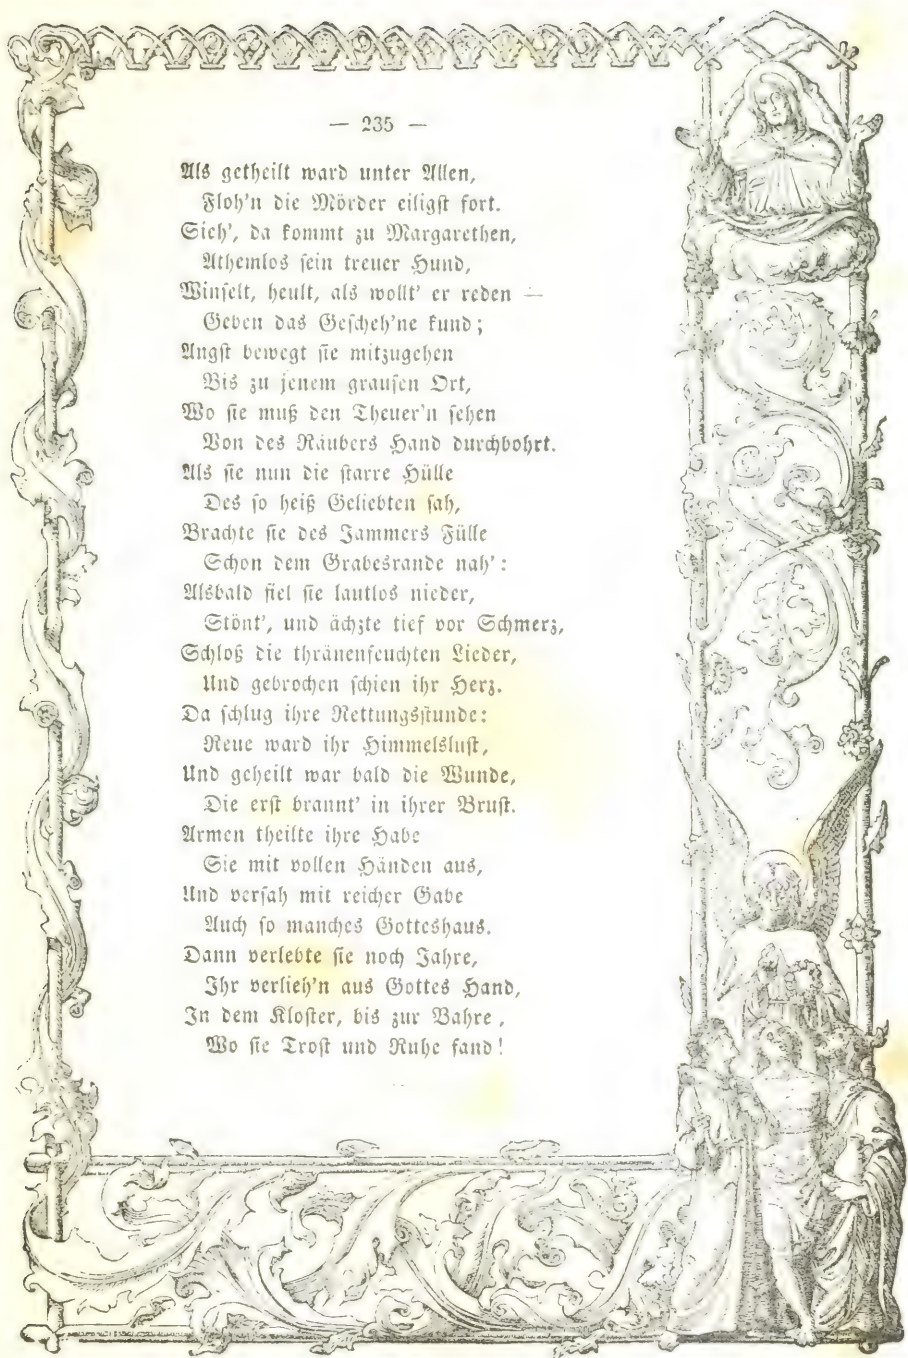 — 235 —
Als getheilt ward unter Allen,
Floh'n die Mörder eiligst fort.
Sieh', da kommt zu Margarethen,
Athemlos sein treuer Hund,
Winselt, heult, als wollt' er reden —
Geben das Gescheh'ne kund;
Angst bewegt sie mitzugehen
Bis zu jenem grausen Ort,
Wo sie muß den Theuer'n sehen
Von des Räubers Hand durchbohrt.
Als sie nun die starre Hülle
Des so heiß Geliebten sah,
Brachte sie des Jammers Fülle
Schon dem Grabesrande nah':
Alsbald fiel sie lautlos nieder,
Stönt', und ächzte tief vor Schmerz,
Schloß die thränenfeuchten Lieder,
Und gebrochen schien ihr Herz.
Da schlug ihre Rettungsstunde:
Reue ward ihr Himmelslust,
Und geheilt war bald die Wunde,
Die erst brannt' in ihrer Brust.
Armen theilte ihre Habe
Sie mit vollen Händen aus,
Und versah mit reicher Gabe
Auch so manches Gotteshaus.
Dann verlebte sie noch Jahre,
Ihr verlieh'n aus Gottes Hand,
In dem Kloster, bis zur Bahre,
Wo sie Trost und Ruhe fand!